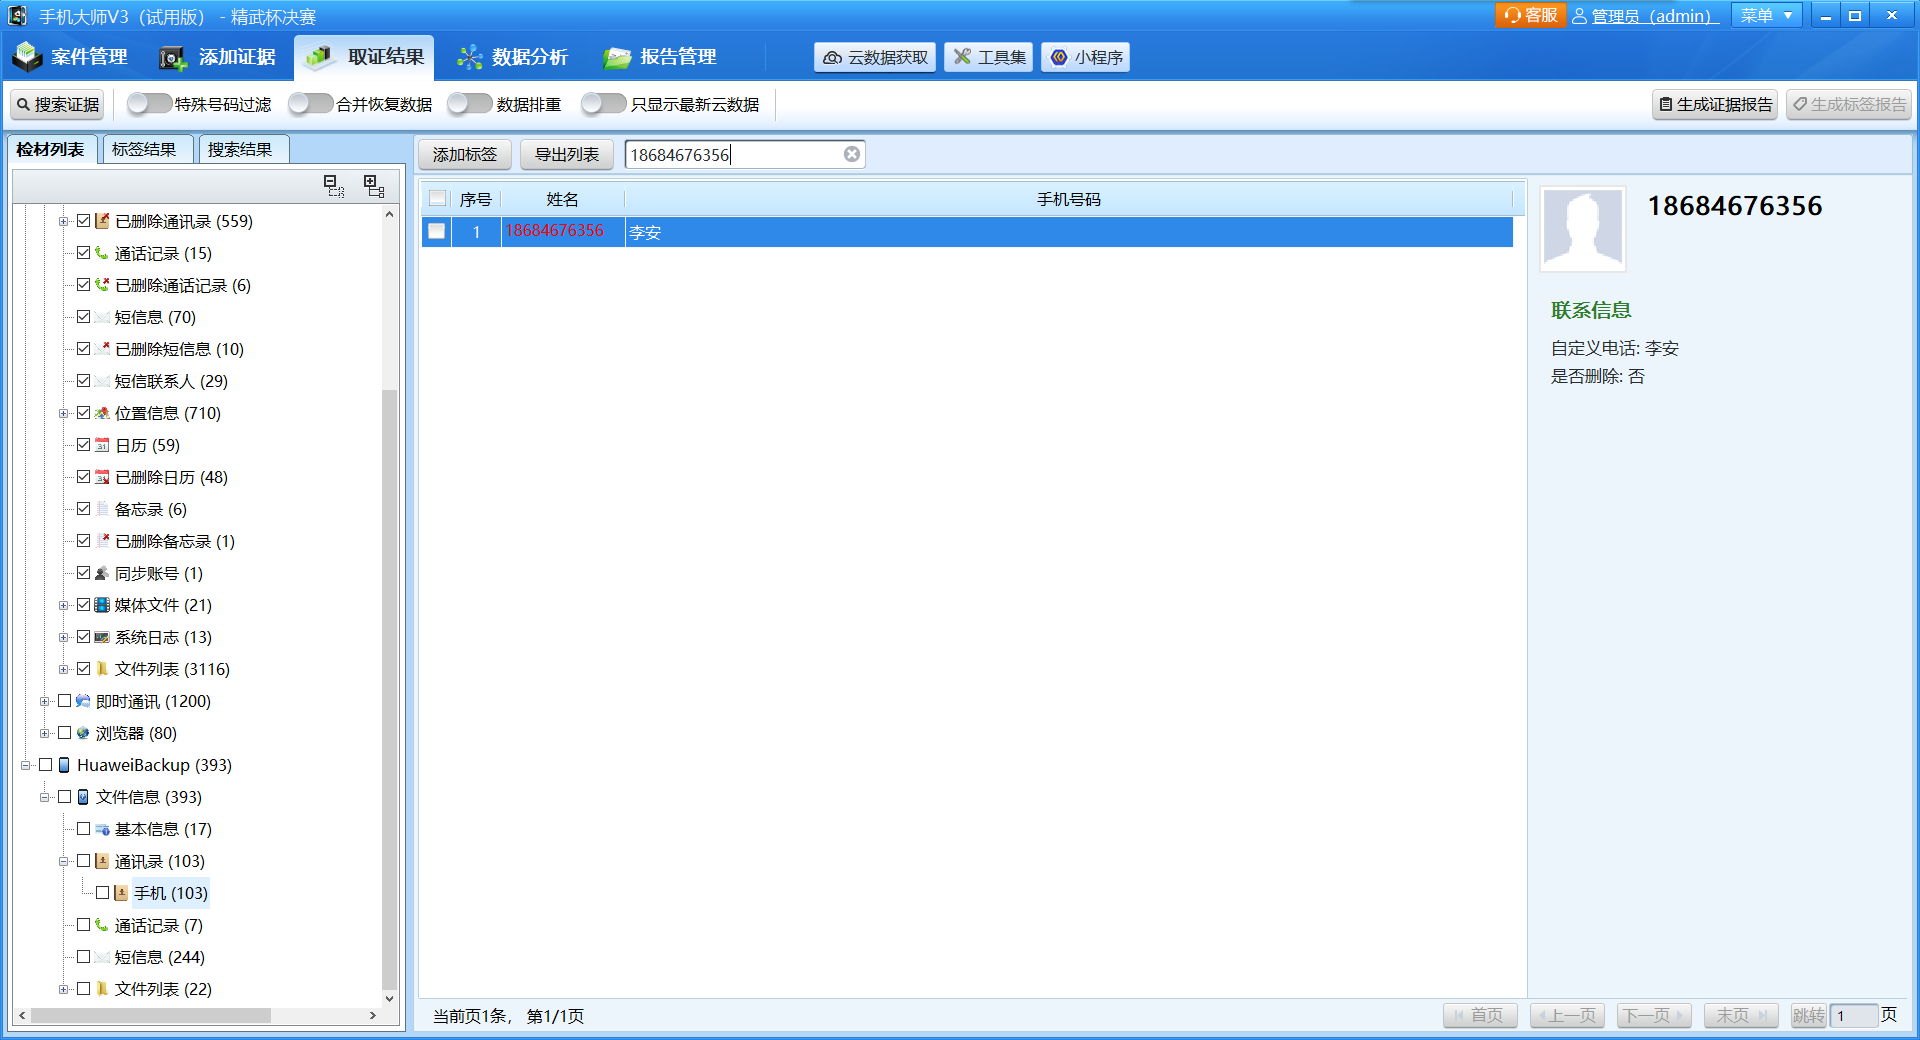 手机大师V3（试用版） - 精武杯决赛
客服 管理员（admin） 菜单
案件管理 添加证据 取证结果 数据分析 报告管理 云数据获取 工具集 小程序
搜索证据 特殊号码过滤 合并恢复数据 数据排重 只显示最新云数据 生成证据报告 生成标签报告
检材列表 标签结果 搜索结果
添加标签 导出列表 18684676356
序号 姓名 手机号码
1 18684676356 李安
18684676356
联系信息
自定义电话: 李安
是否删除: 否
已删除通讯录 (559)
通话记录 (15)
已删除通话记录 (6)
短信息 (70)
已删除短信息 (10)
短信联系人 (29)
位置信息 (710)
日历 (59)
已删除日历 (48)
备忘录 (6)
已删除备忘录 (1)
同步账号 (1)
媒体文件 (21)
系统日志 (13)
文件列表 (3116)
即时通讯 (1200)
浏览器 (80)
HuaweiBackup (393)
文件信息 (393)
基本信息 (17)
通讯录 (103)
手机 (103)
通话记录 (7)
短信息 (244)
文件列表 (22)
当前页1条， 第1/1页
首页 上一页 下一页 末页 跳转 1 页